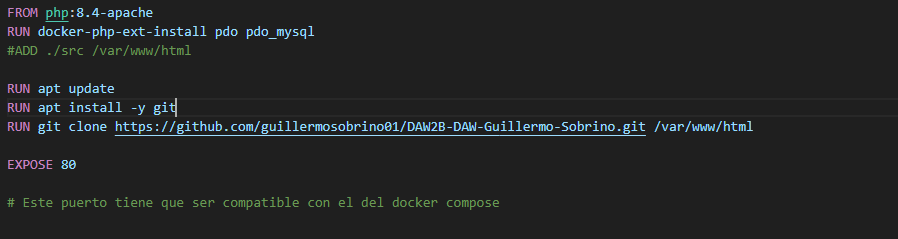 FROM php:8.4-apache
RUN docker-php-ext-install pdo pdo_mysql
#ADD ./src /var/www/html
RUN apt update
RUN apt install -y git
RUN git clone https://github.com/guillermosobrino01/DAW2B-DAW-Guillermo-Sobrino.git /var/www/html
EXPOSE 80
# Este puerto tiene que ser compatible con el del docker compose